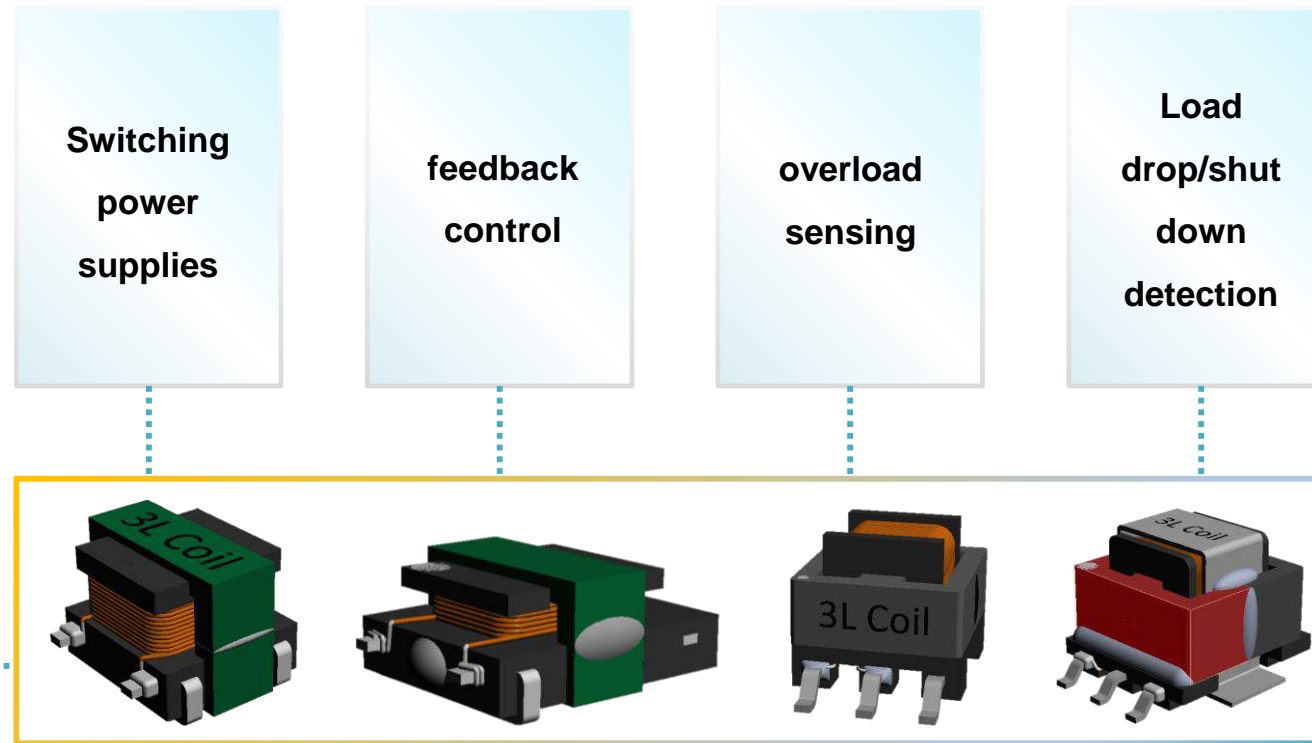 Switching
power
supplies
feedback
control
overload
sensing
Load
drop/shut
down
detection
3L Coil
3L Coil
3L Coil